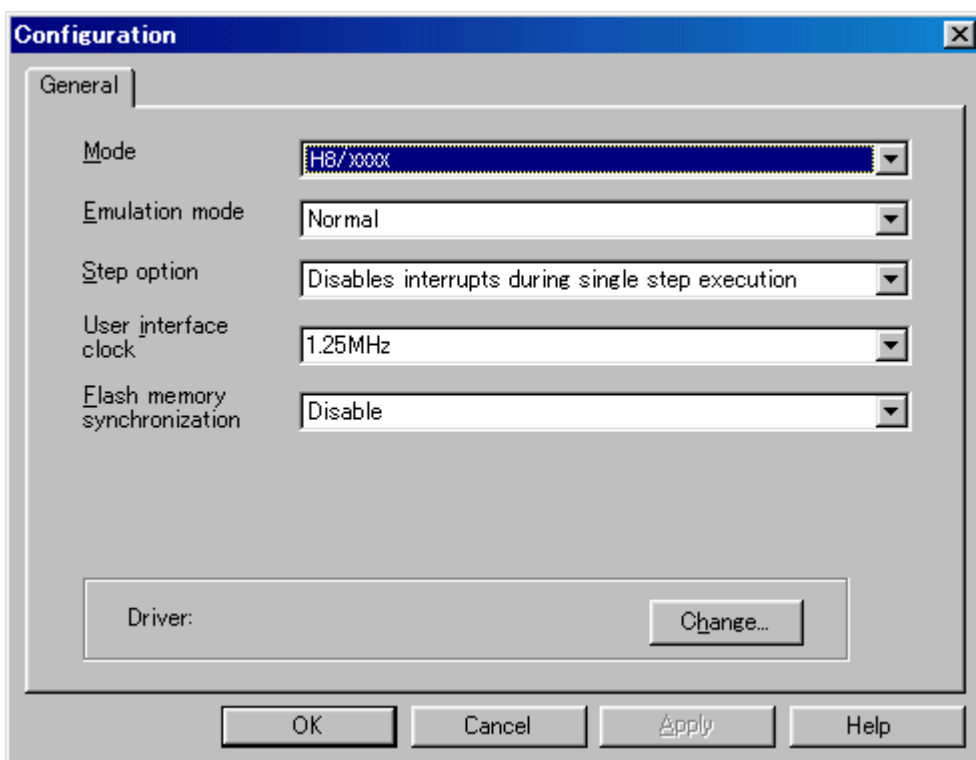 Configuration
General
Mode
H8/xxxx
Emulation mode
Normal
Step option
Disables interrupts during single step execution
User interface
clock
1.25MHz
Flash memory
synchronization
Disable
Driver:
Change...
OK
Cancel
Apply
Help